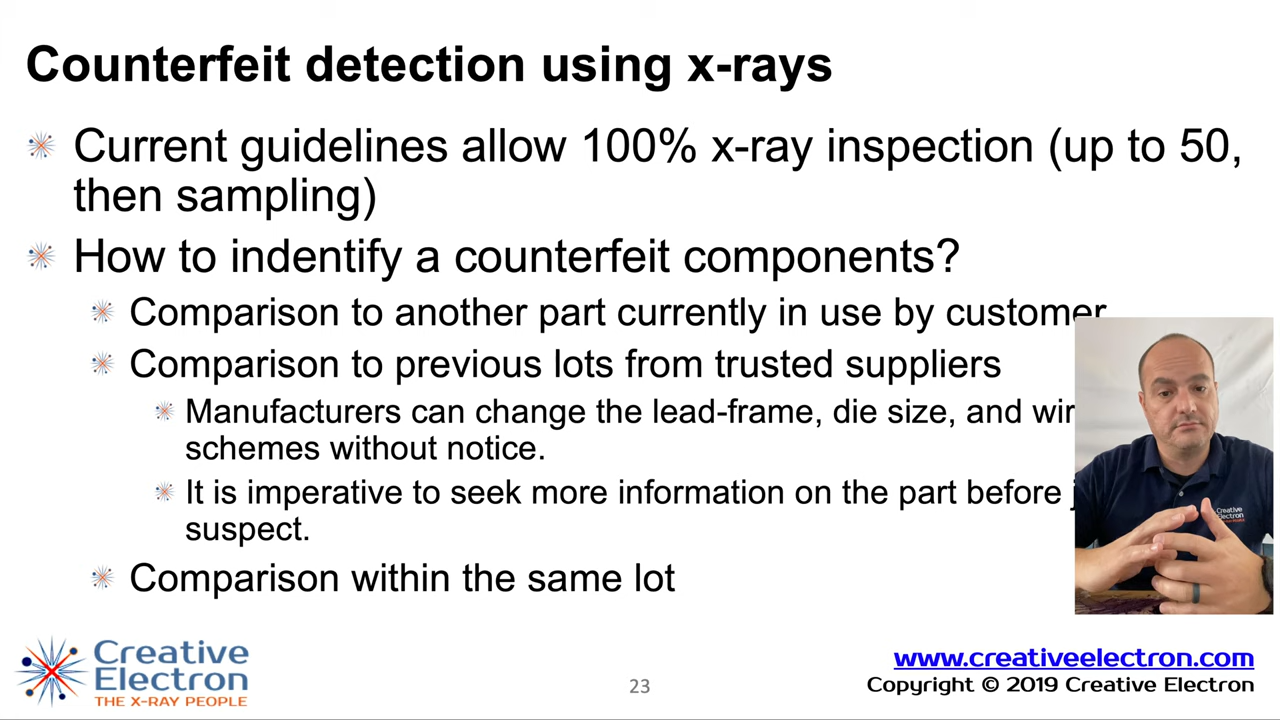 Counterfeit detection using x-rays
Current guidelines allow 100% x-ray inspection (up to 50,
then sampling)
How to indentify a counterfeit components?
Comparison to another part currently in use by customer
Comparison to previous lots from trusted suppliers
Manufacturers can change the lead-frame, die size, and
schemes without notice.
It is imperative to seek more information on the part before
suspect.
Comparison within the same lot
Creative
Electron
THE X-RAY PEOPLE
23
www.creativeelectron.com
Copyright © 2019 Creative Electron
Creative
Electron